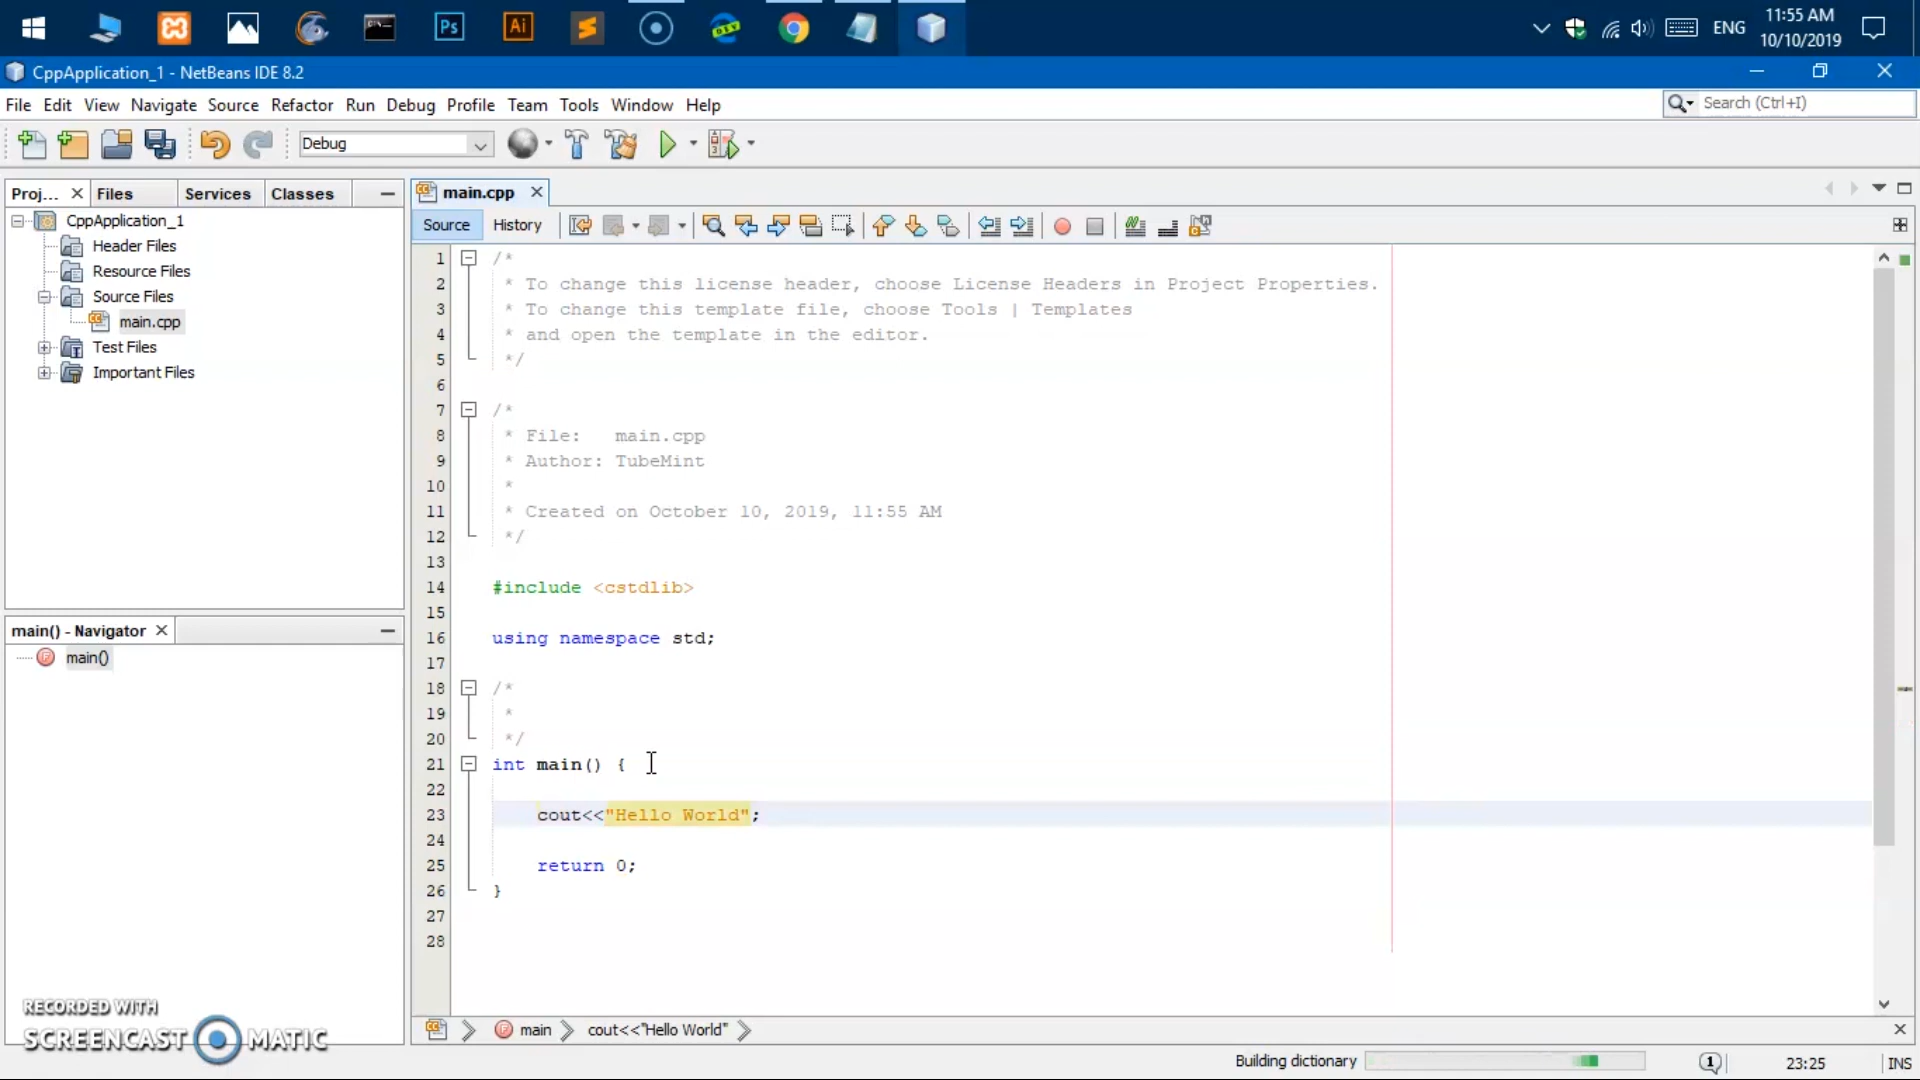 Ps
Ai
ENG
11:55 AM
10/10/2019
CppApplication_1 - NetBeans IDE 8.2
File Edit View Navigate Source Refactor Run Debug Profile Team Tools Window Help
Search (Ctrl+I)
Debug
Proj... Files Services Classes
main.cpp
CppApplication_1
Header Files
Resource Files
Source Files
main.cpp
Test Files
Important Files
main() - Navigator
main()
Source History
1 /*
2 * To change this license header, choose License Headers in Project Properties.
3 * To change this template file, choose Tools | Templates
4 * and open the template in the editor.
5 */
6
7 /*
8 * File:   main.cpp
9 * Author: TubeMint
10 *
11 * Created on October 10, 2019, 11:55 AM
12 */
13
14 #include <cstdlib>
15
16 using namespace std;
17
18 /*
19 *
20 */
21 int main() {
22
23 cout<<"Hello World";
24
25 return 0;
26 }
27
28
RECORDED WITH
SCREENCAST MATIC
main cout<<"Hello World"
Building dictionary
1
23:25
INS